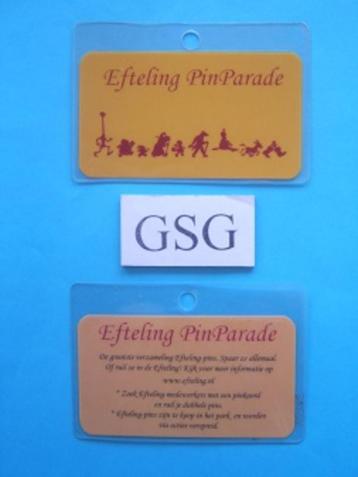 Efteling PinParade
GSG
Efteling PinParade
De grootste verzameling Efteling pins. Spaar ze allemaal.
Of ruil ze in de Efteling! Kijk voor meer informatie op
www.efteling.nl
* Zoek Efteling medewerkers met een pinkoord
en ruil je dubbele pins.
* Efteling pins zijn te koop in het park, en worden
via acties verspreid.